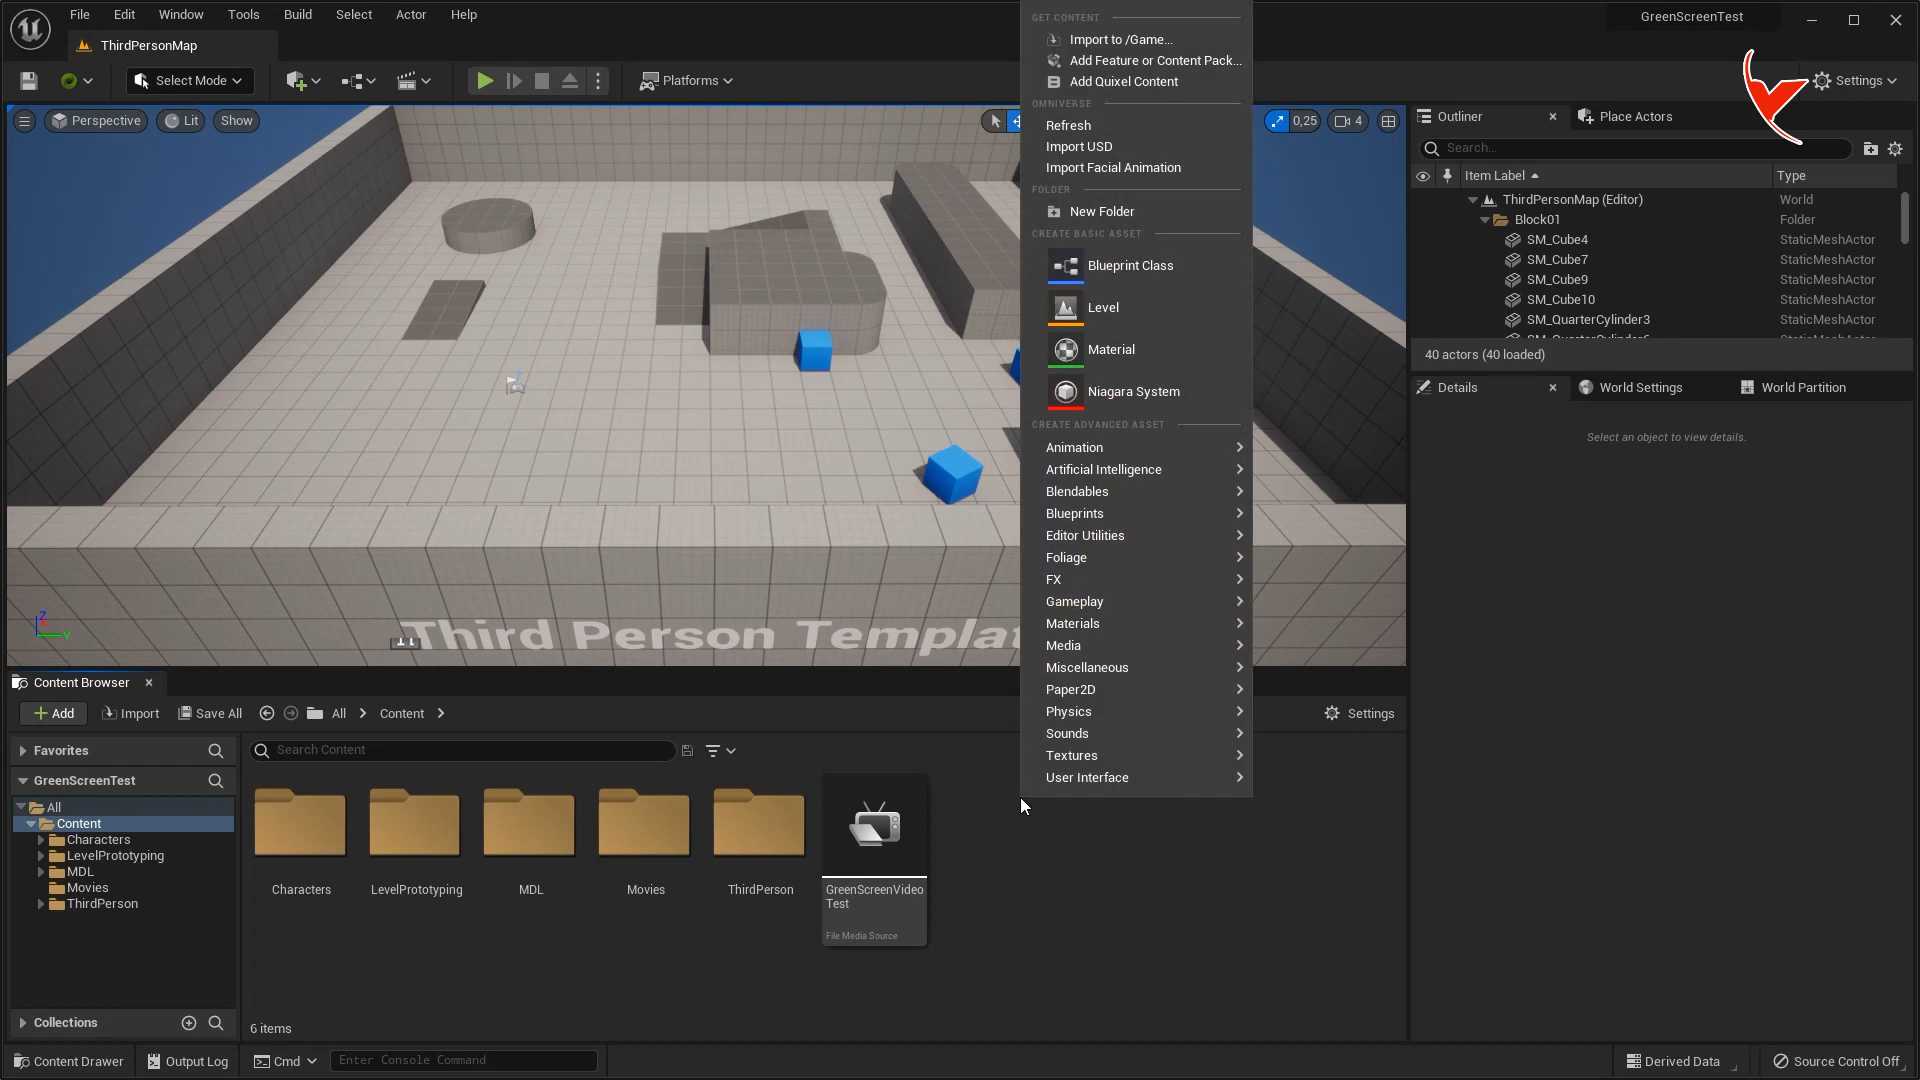 File Edit Window Tools Build Select Actor Help
GreenScreenTest
ThirdPersonMap
Select Mode
Platforms
Settings
Perspective Lit Show
0,25 4
GET CONTENT
Import to /Game...
Add Feature or Content Pack...
Add Quixel Content
OMNIVERSE
Refresh
Import USD
Import Facial Animation
FOLDER
New Folder
CREATE BASIC ASSET
Blueprint Class
Level
Material
Niagara System
CREATE ADVANCED ASSET
Animation
Artificial Intelligence
Blendables
Blueprints
Editor Utilities
Foliage
FX
Gameplay
Materials
Media
Miscellaneous
Paper2D
Physics
Sounds
Textures
User Interface
Outliner Place Actors
Search...
Item Label Type
ThirdPersonMap (Editor) World
Block01 Folder
SM_Cube4 StaticMeshActor
SM_Cube7 StaticMeshActor
SM_Cube9 StaticMeshActor
SM_Cube10 StaticMeshActor
SM_QuarterCylinder3 StaticMeshActor
40 actors (40 loaded)
Details World Settings World Partition
Select an object to view details.
Z
Y
Third Person Templat
Content Browser
Add Import Save All All Content
Settings
Favorites
Search Content
GreenScreenTest
All
Content
Characters
LevelPrototyping
MDL
Movies
ThirdPerson
Characters LevelPrototyping MDL Movies ThirdPerson
GreenScreenVideo
Test
File Media Source
Collections
6 items
Content Drawer Output Log Cmd Enter Console Command
Derived Data Source Control Off